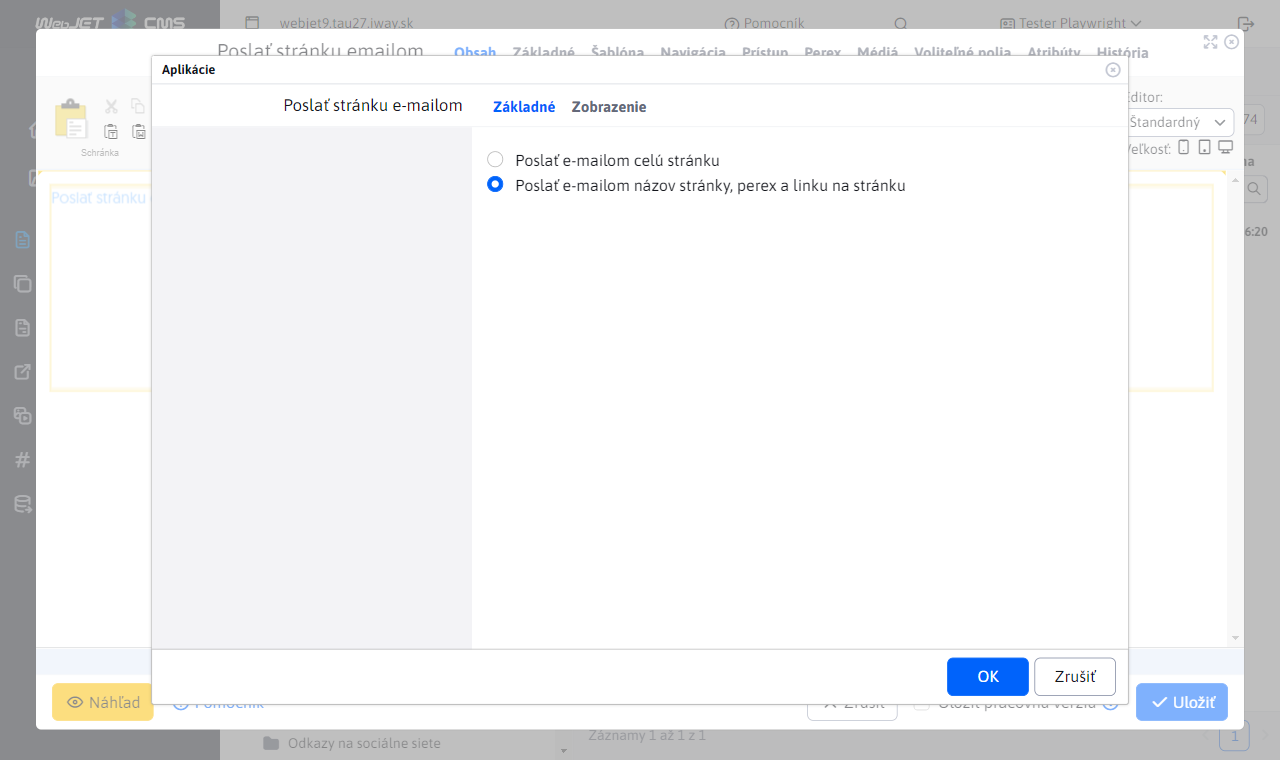 WebJET CMS
webjet9.tau27.iway.sk
Pomocník
Tester Playwright
Poslať stránku emailom
Obsah Základné Šablóna Navigácia Prístup Perex Médiá Voliteľné polia Atribúty História
Aplikácie
Poslať stránku e-mailom
Základné Zobrazenie
Schránka
Editor:
Štandardný
74
Veľkosť:
Poslať stránku
6:20
Poslať e-mailom celú stránku
Poslať e-mailom názov stránky, perex a linku na stránku
OK
Zrušiť
Náhľad
Pomocník
Zrušiť
Uložiť pracovnú verziu
Uložiť
Odkazy na sociálne siete
Záznamy 1 až 1 z 1
1